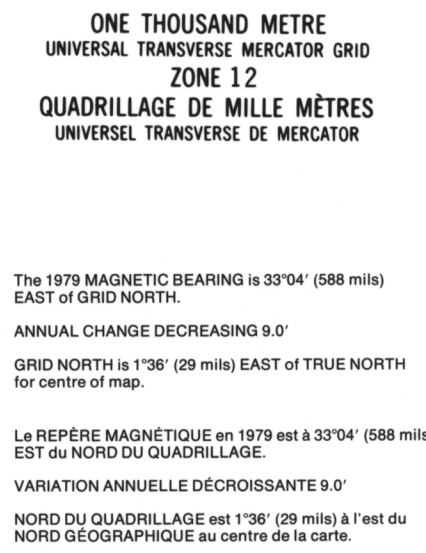 ONE THOUSAND METRE
UNIVERSAL TRANSVERSE MERCATOR GRID
ZONE 12
QUADRILLAGE DE MILLE MÈTRES
UNIVERSEL TRANSVERSE DE MERCATOR
The 1979 MAGNETIC BEARING is 33°04′ (588 mils)
EAST of GRID NORTH.
ANNUAL CHANGE DECREASING 9.0′
GRID NORTH is 1°36′ (29 mils) EAST of TRUE NORTH
for centre of map.
Le REPÈRE MAGNÉTIQUE en 1979 est à 33°04′ (588 mils
EST du NORD DU QUADRILLAGE.
VARIATION ANNUELLE DÉCROISSANTE 9.0′
NORD DU QUADRILLAGE est 1°36′ (29 mils) à l'est du
NORD GÉOGRAPHIQUE au centre de la carte.